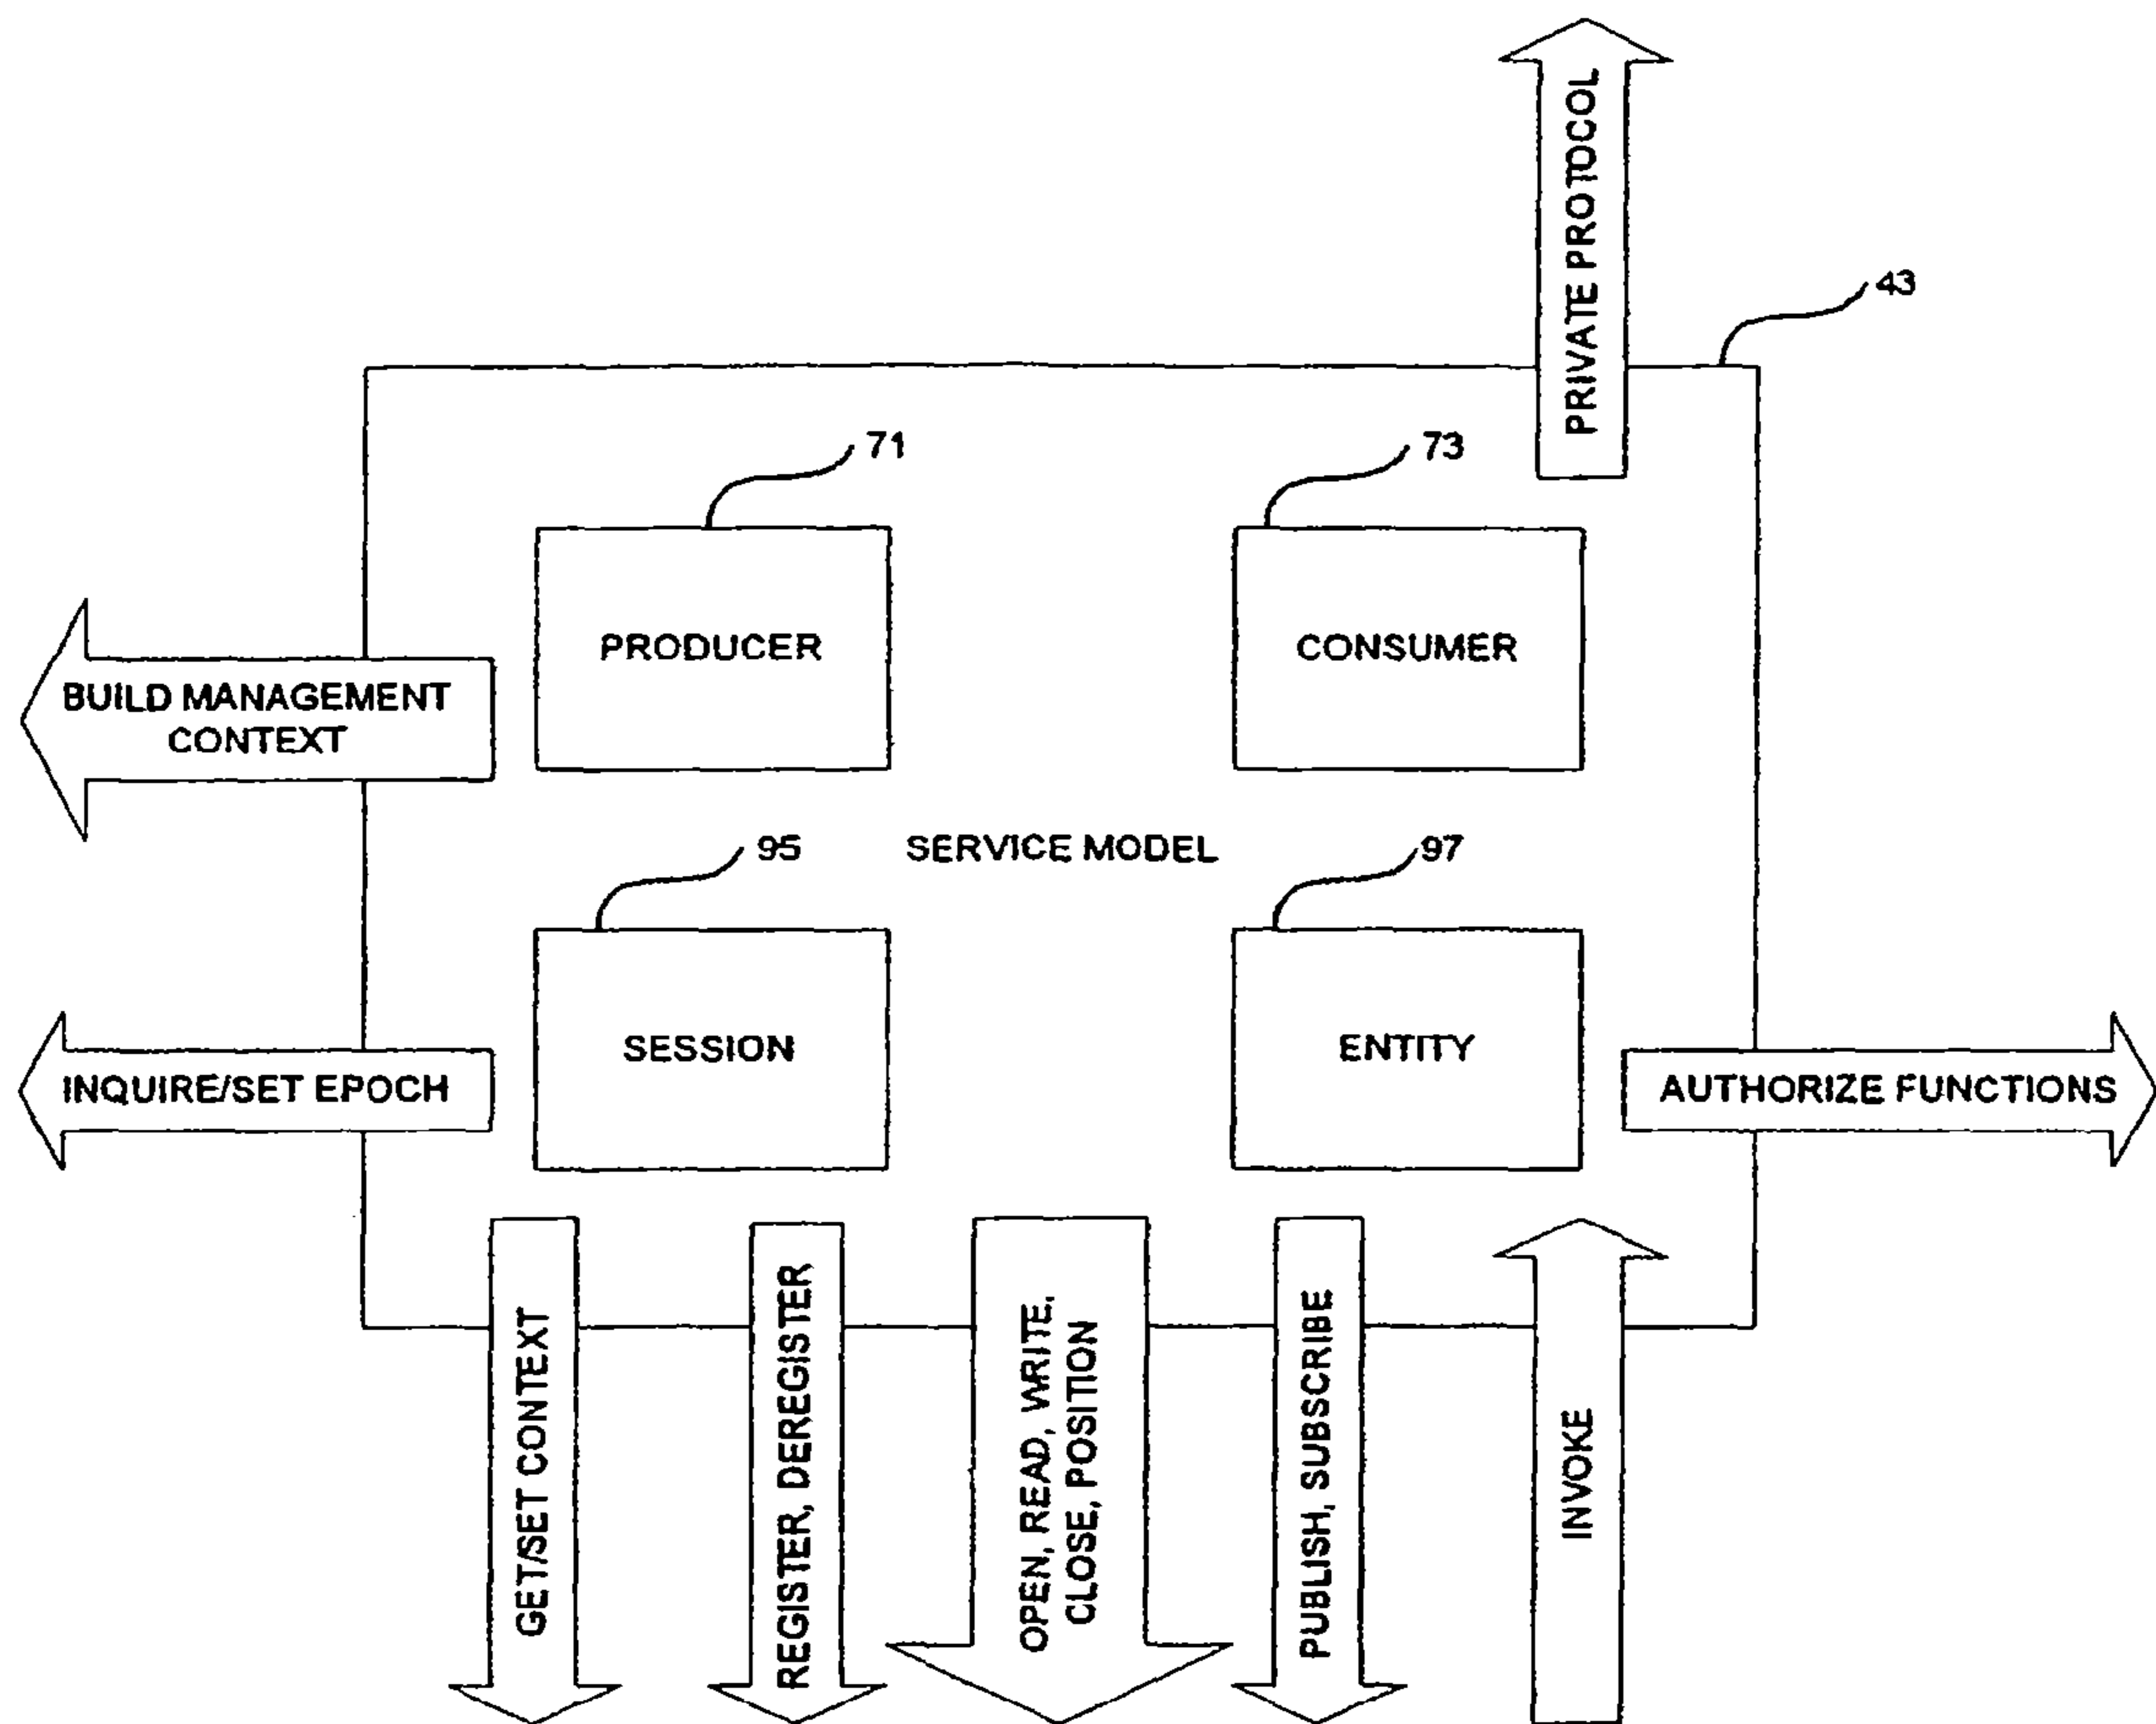 PRIVATE PROTOCOL
43
71
73
PRODUCER
CONSUMER
BUILD MANAGEMENT
CONTEXT
95
SERVICE MODEL
97
SESSION
ENTITY
INQUIRE/SET EPOCH
AUTHORIZE FUNCTIONS
GET/SET CONTEXT
REGISTER, DEREGISTER
OPEN, READ, WRITE,
CLOSE, POSITION
PUBLISH, SUBSCRIBE
INVOKE